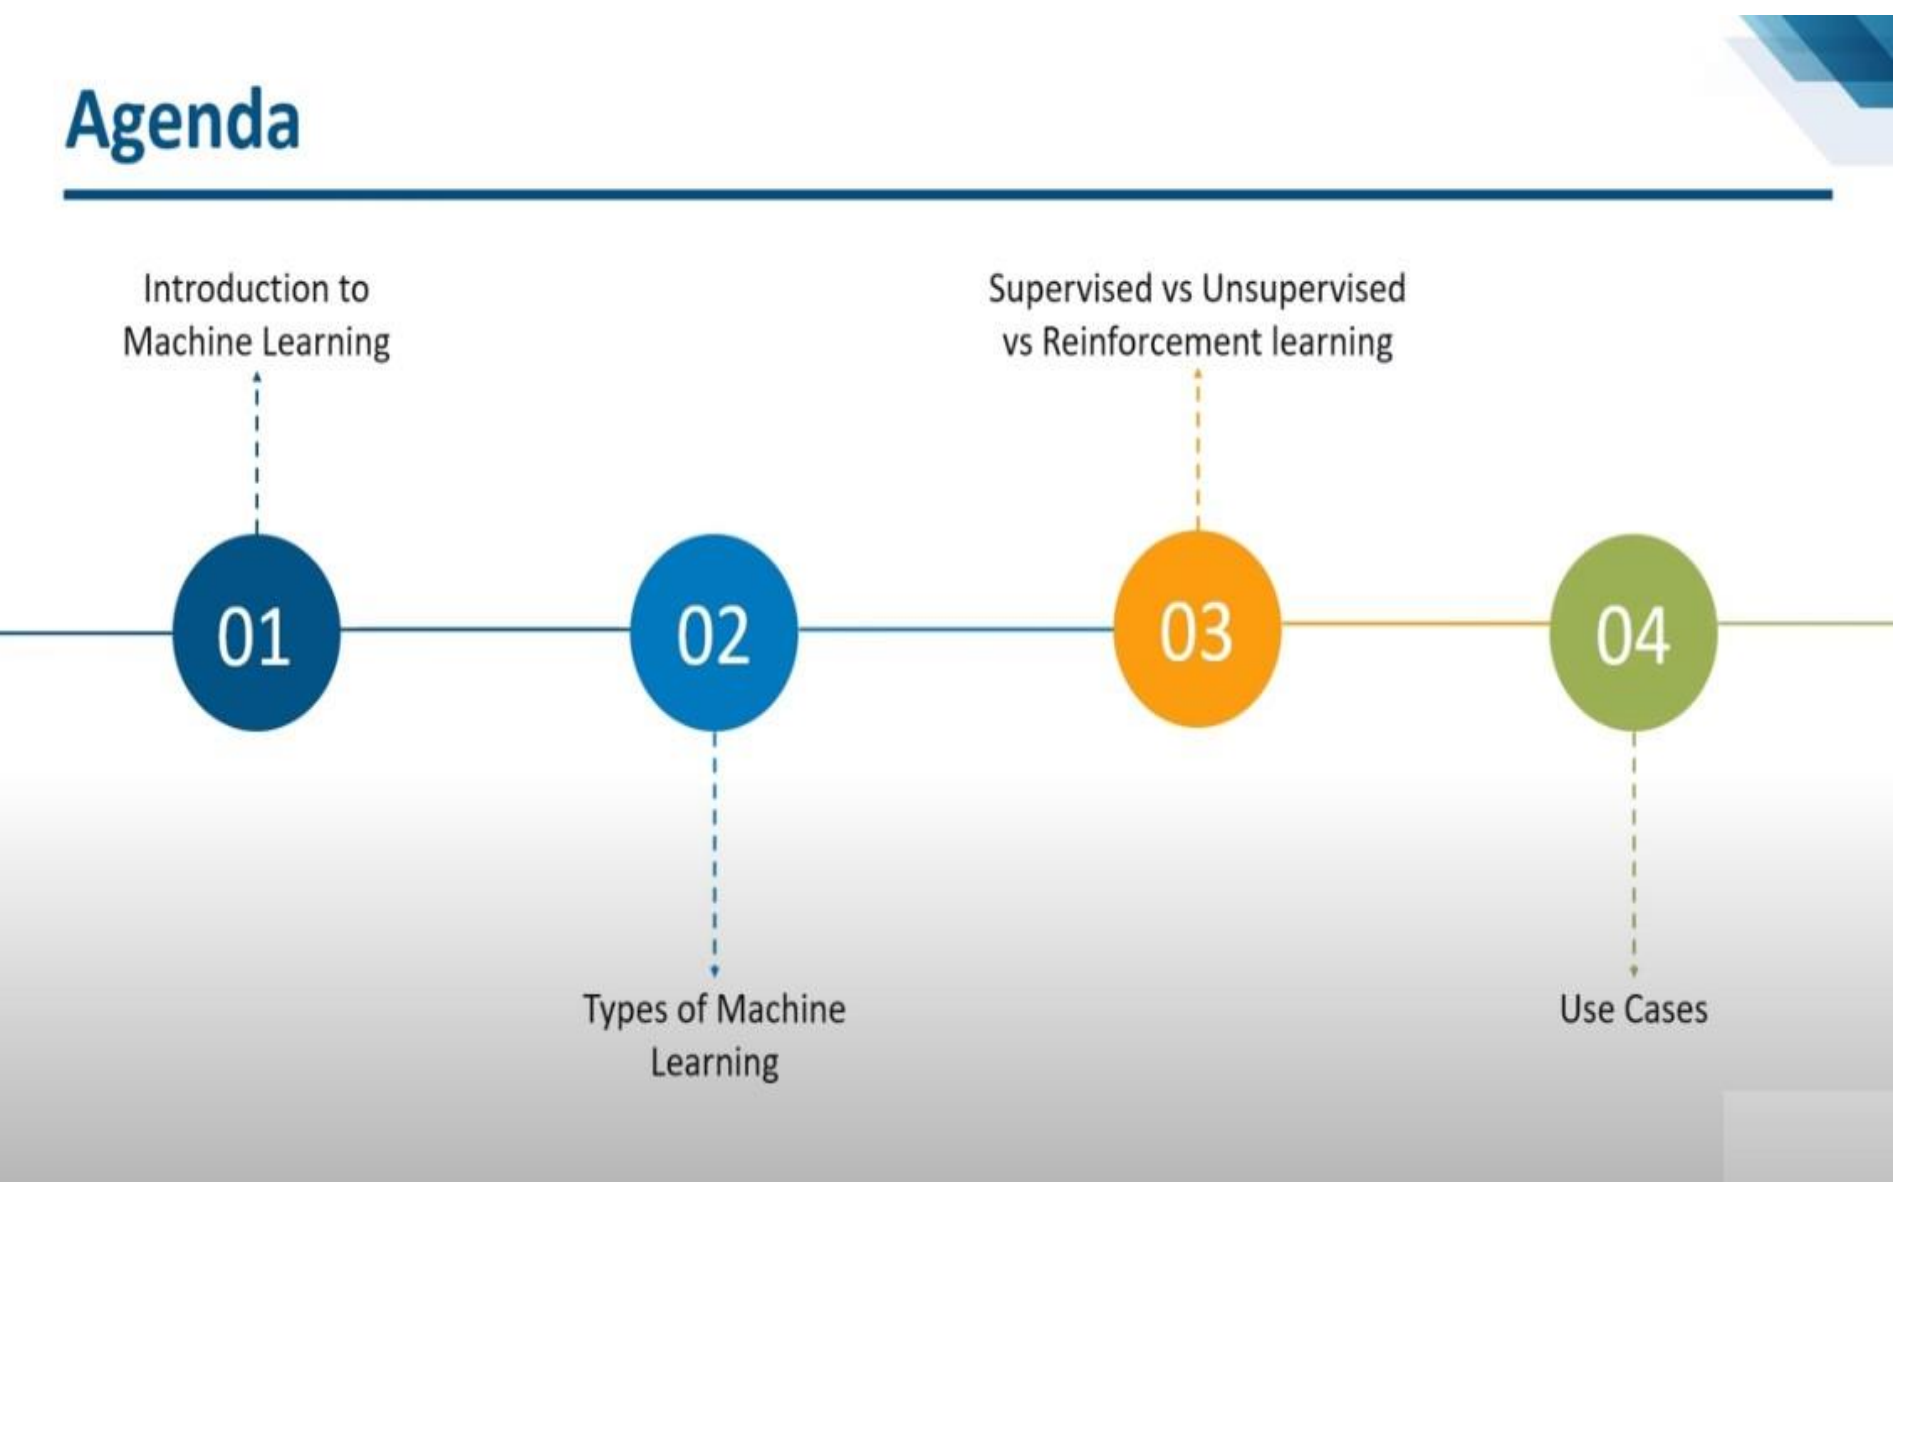 Agenda
Introduction to
Machine Learning
Supervised vs Unsupervised
vs Reinforcement learning
01
02
03
04
Types of Machine
Learning
Use Cases